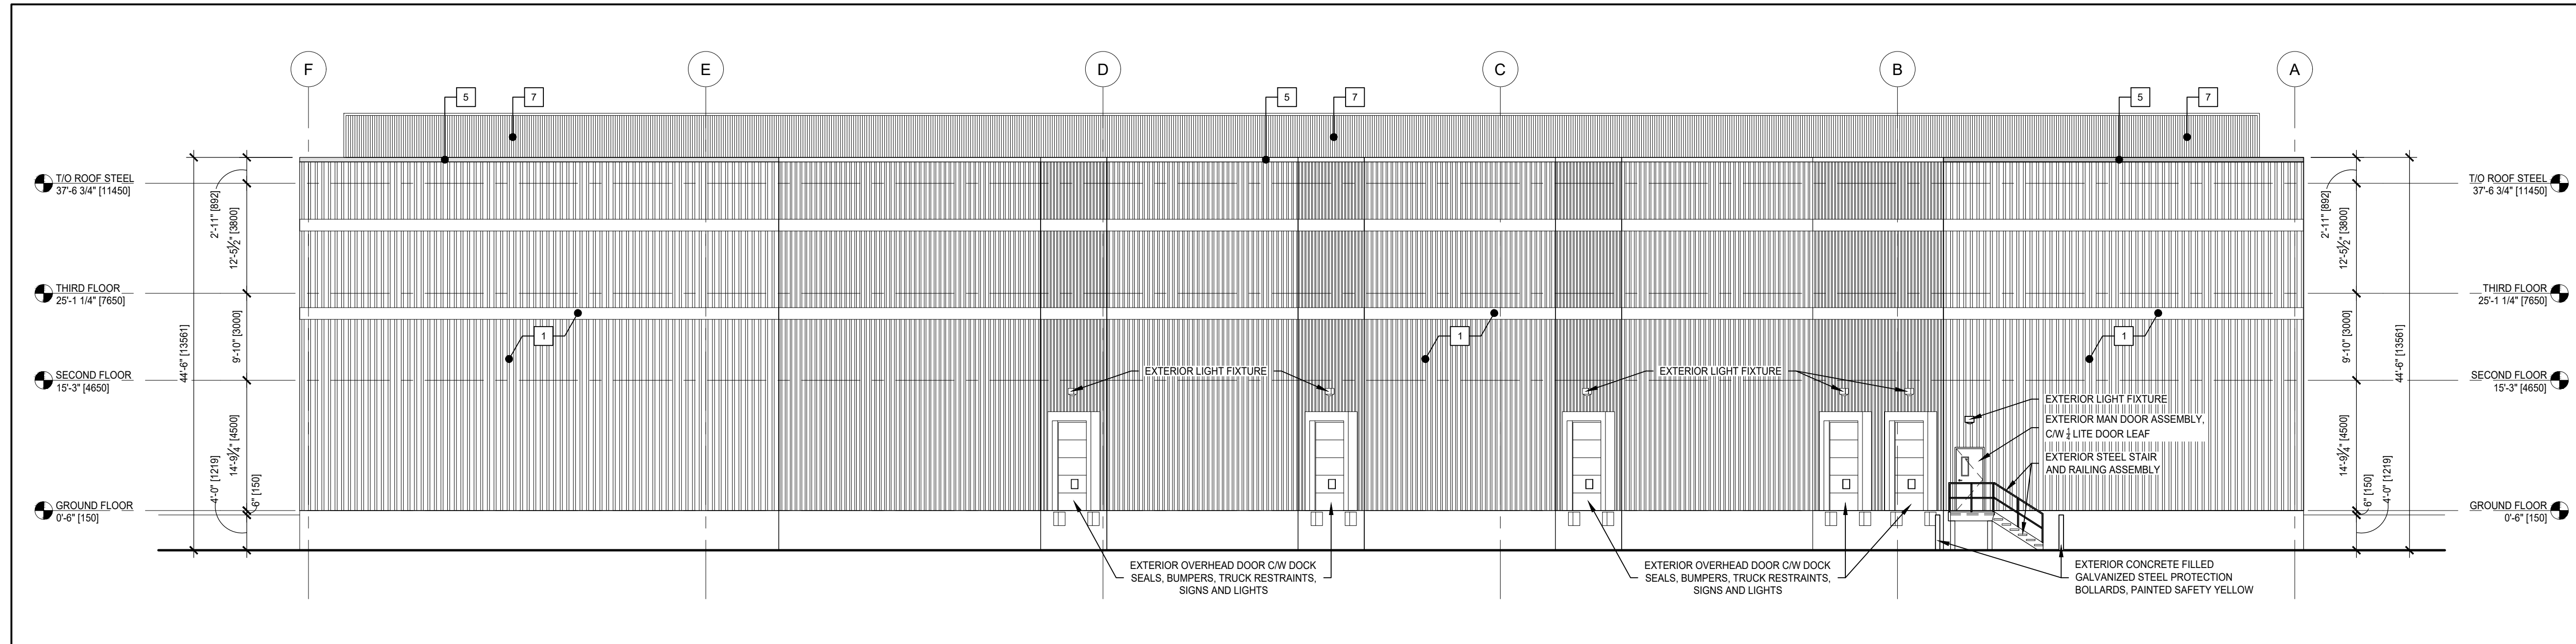 F
E
D
C
B
A
5
7
5
7
5
7
T/O ROOF STEEL
37'-6 3/4" [11450]
THIRD FLOOR
25'-1 1/4" [7650]
SECOND FLOOR
15'-3" [4650]
GROUND FLOOR
0'-6" [150]
44'-6" [13561]
2'-11" [892]
12'-5½" [3800]
9'-10" [3000]
14'-9¼" [4500]
4'-0" [1219]
6" [150]
1
1
1
EXTERIOR LIGHT FIXTURE
EXTERIOR LIGHT FIXTURE
EXTERIOR LIGHT FIXTURE
EXTERIOR MAN DOOR ASSEMBLY,
C/W ½ LITE DOOR LEAF
EXTERIOR STEEL STAIR
AND RAILING ASSEMBLY
EXTERIOR OVERHEAD DOOR C/W DOCK
SEALS, BUMPERS, TRUCK RESTRAINTS,
SIGNS AND LIGHTS
EXTERIOR OVERHEAD DOOR C/W DOCK
SEALS, BUMPERS, TRUCK RESTRAINTS,
SIGNS AND LIGHTS
EXTERIOR CONCRETE FILLED
GALVANIZED STEEL PROTECTION
BOLLARDS, PAINTED SAFETY YELLOW
2'-11" [892]
12'-5½" [3800]
9'-10" [3000]
14'-9¼" [4500]
6" [150]
4'-0" [1219]
44'-6" [13561]
T/O ROOF STEEL
37'-6 3/4" [11450]
THIRD FLOOR
25'-1 1/4" [7650]
SECOND FLOOR
15'-3" [4650]
GROUND FLOOR
0'-6" [150]